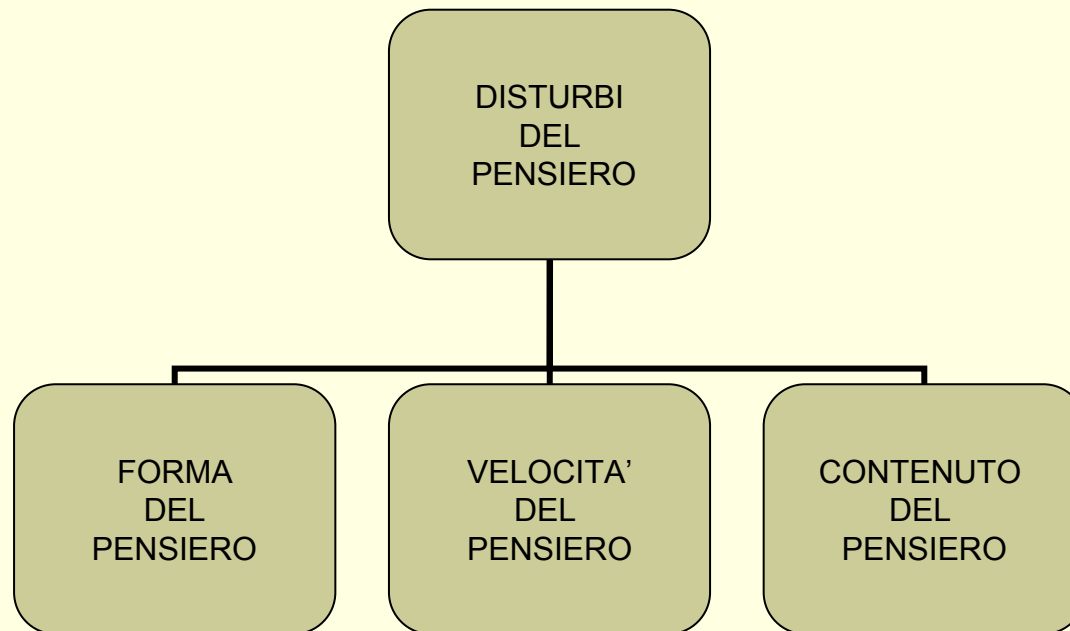 DISTURBI
DEL
PENSIERO
FORMA
DEL
PENSIERO
VELOCITA’
DEL
PENSIERO
CONTENUTO
DEL
PENSIERO